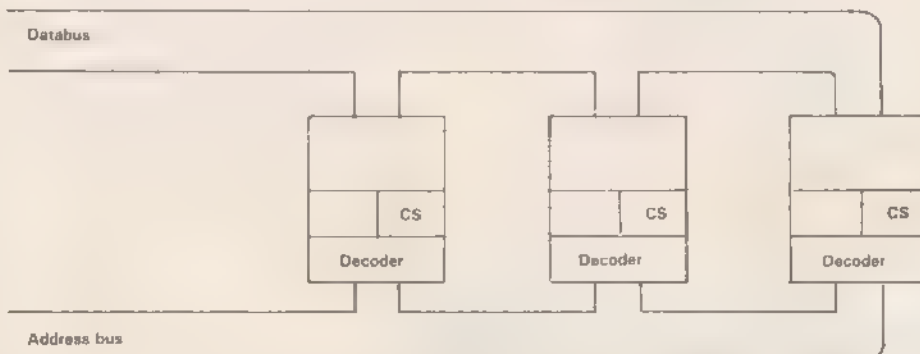 Databus
CS
CS
CS
Decoder
Decoder
Decoder
Address bus